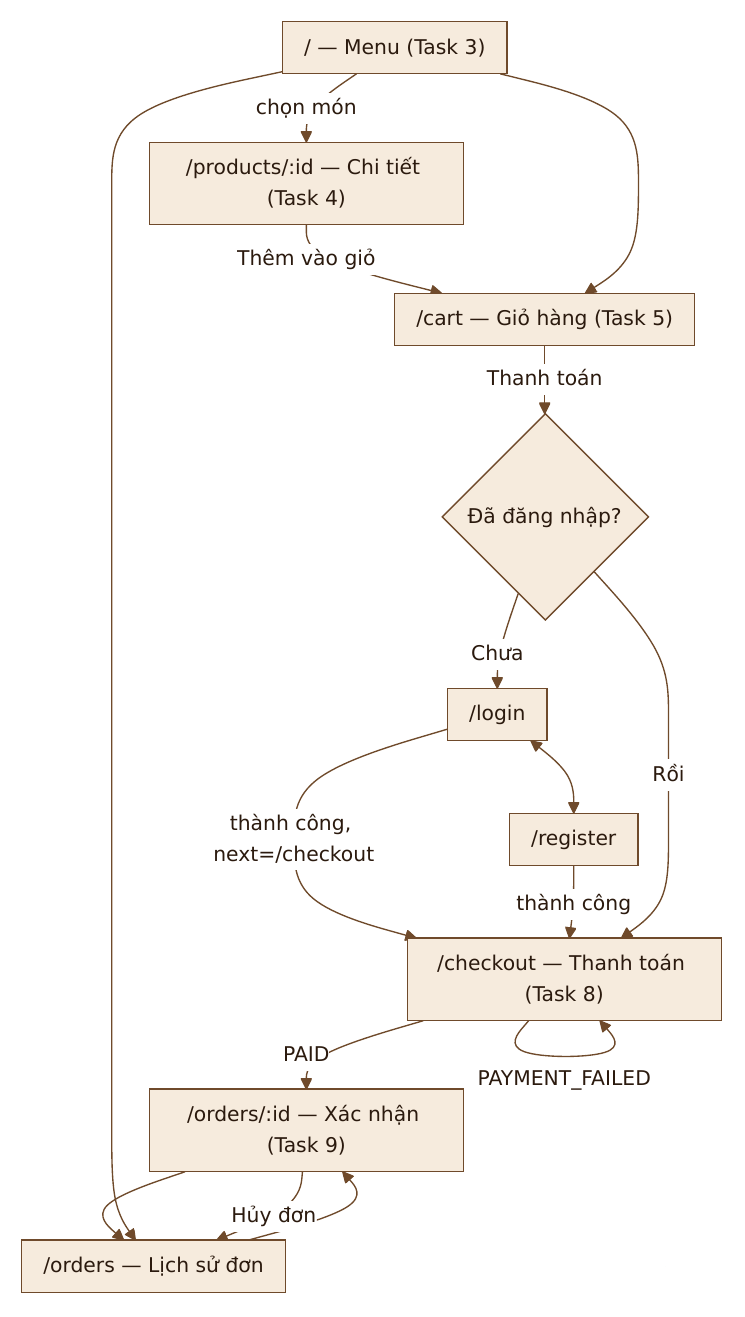 / — Menu (Task 3)
chọn món
/products/:id — Chi tiết
(Task 4)
Thêm vào giỏ
/cart — Giỏ hàng (Task 5)
Thanh toán
Đã đăng nhập?
Chưa
/login
Rồi
thành công,
next=/checkout
/register
thành công
/checkout — Thanh toán
(Task 8)
PAID
PAYMENT_FAILED
/orders/:id — Xác nhận
(Task 9)
Hủy đơn
/orders — Lịch sử đơn